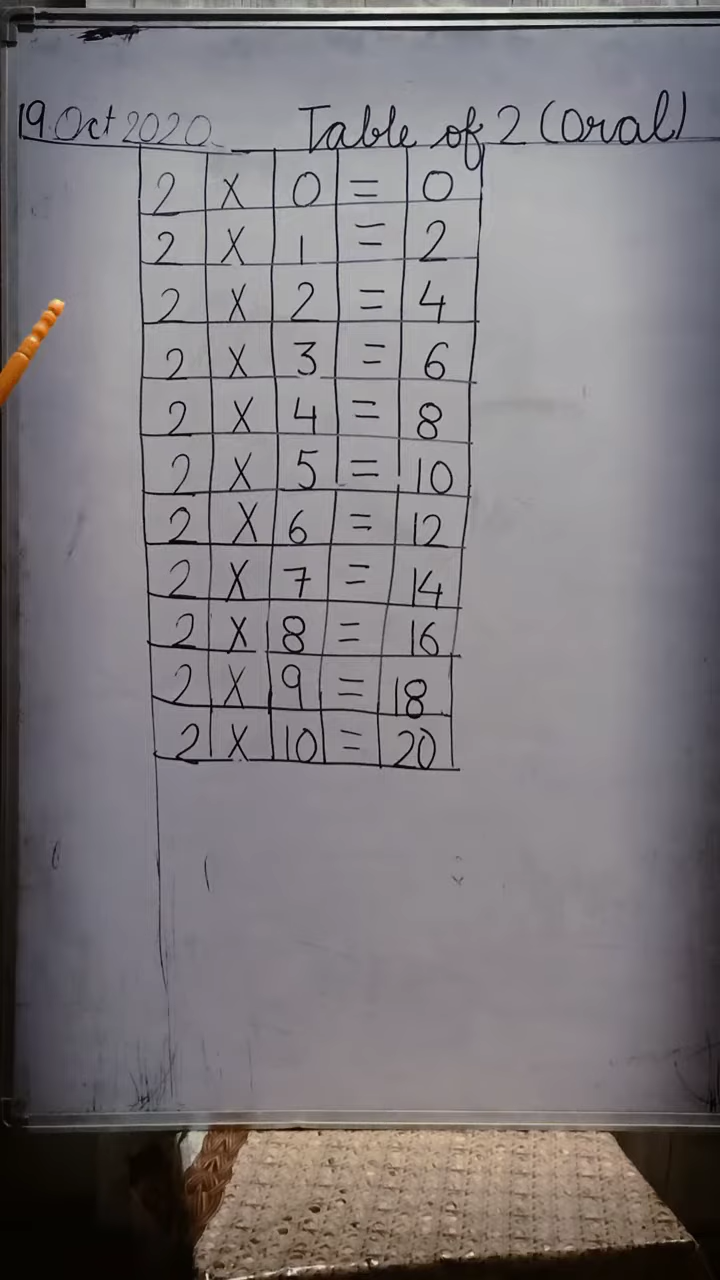 19 Oct 2020 Table of 2 (oral)
2 X 0 = 0
2 X 1 = 2
2 X 2 = 4
2 X 3 = 6
2 X 4 = 8
2 X 5 = 10
2 X 6 = 12
2 X 7 = 14
2 X 8 = 16
2 X 9 = 18
2 X 10 = 20